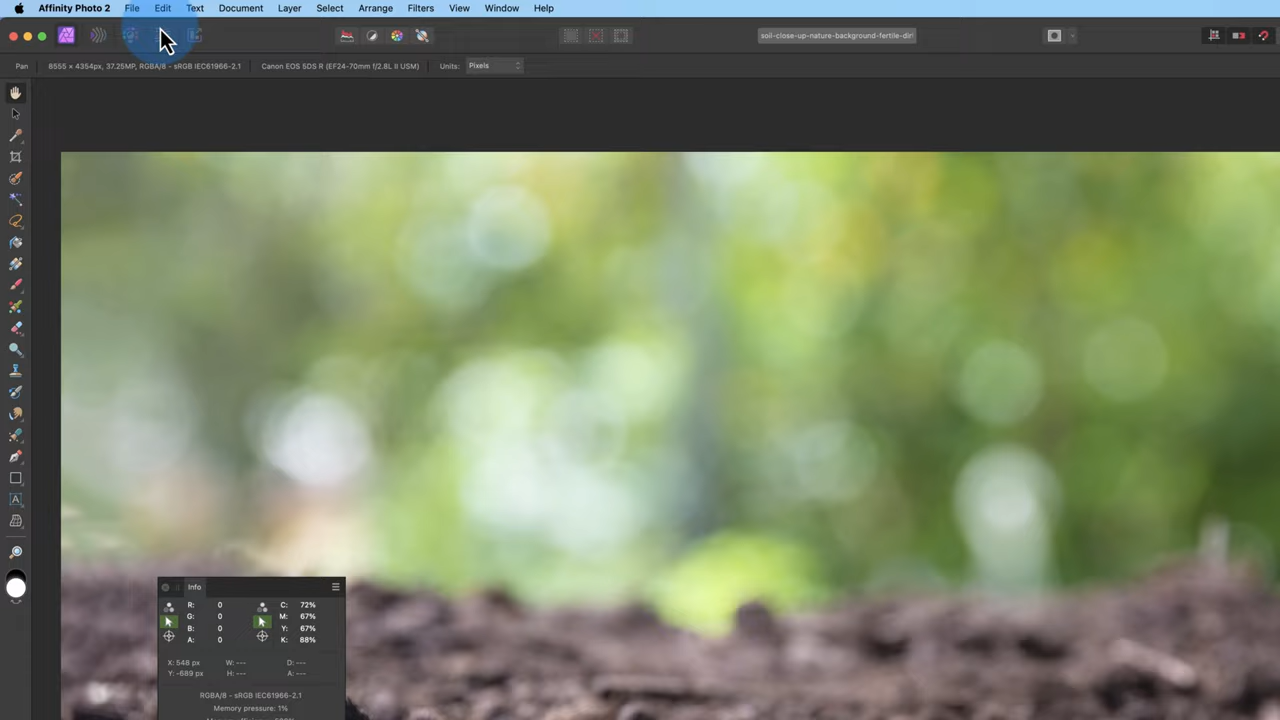 Affinity Photo 2 File Edit Text Document Layer Select Arrange Filters View Window Help
soil-close-up-nature-background-fertile-dir
Pan 8555 × 4354px, 37.25MP, RGBA/8 - sRGB IEC61966-2.1 Canon EOS 5DS R (EF24-70mm f/2.8L II USM) Units: Pixels
A
Info
R: 0 C: 72%
G: 0 M: 67%
B: 0 Y: 67%
A: 0 K: 88%
X: 548 px W: --- D: ---
Y: -689 px H: --- A: ---
RGBA/8 - sRGB IEC61966-2.1
Memory pressure: 1%